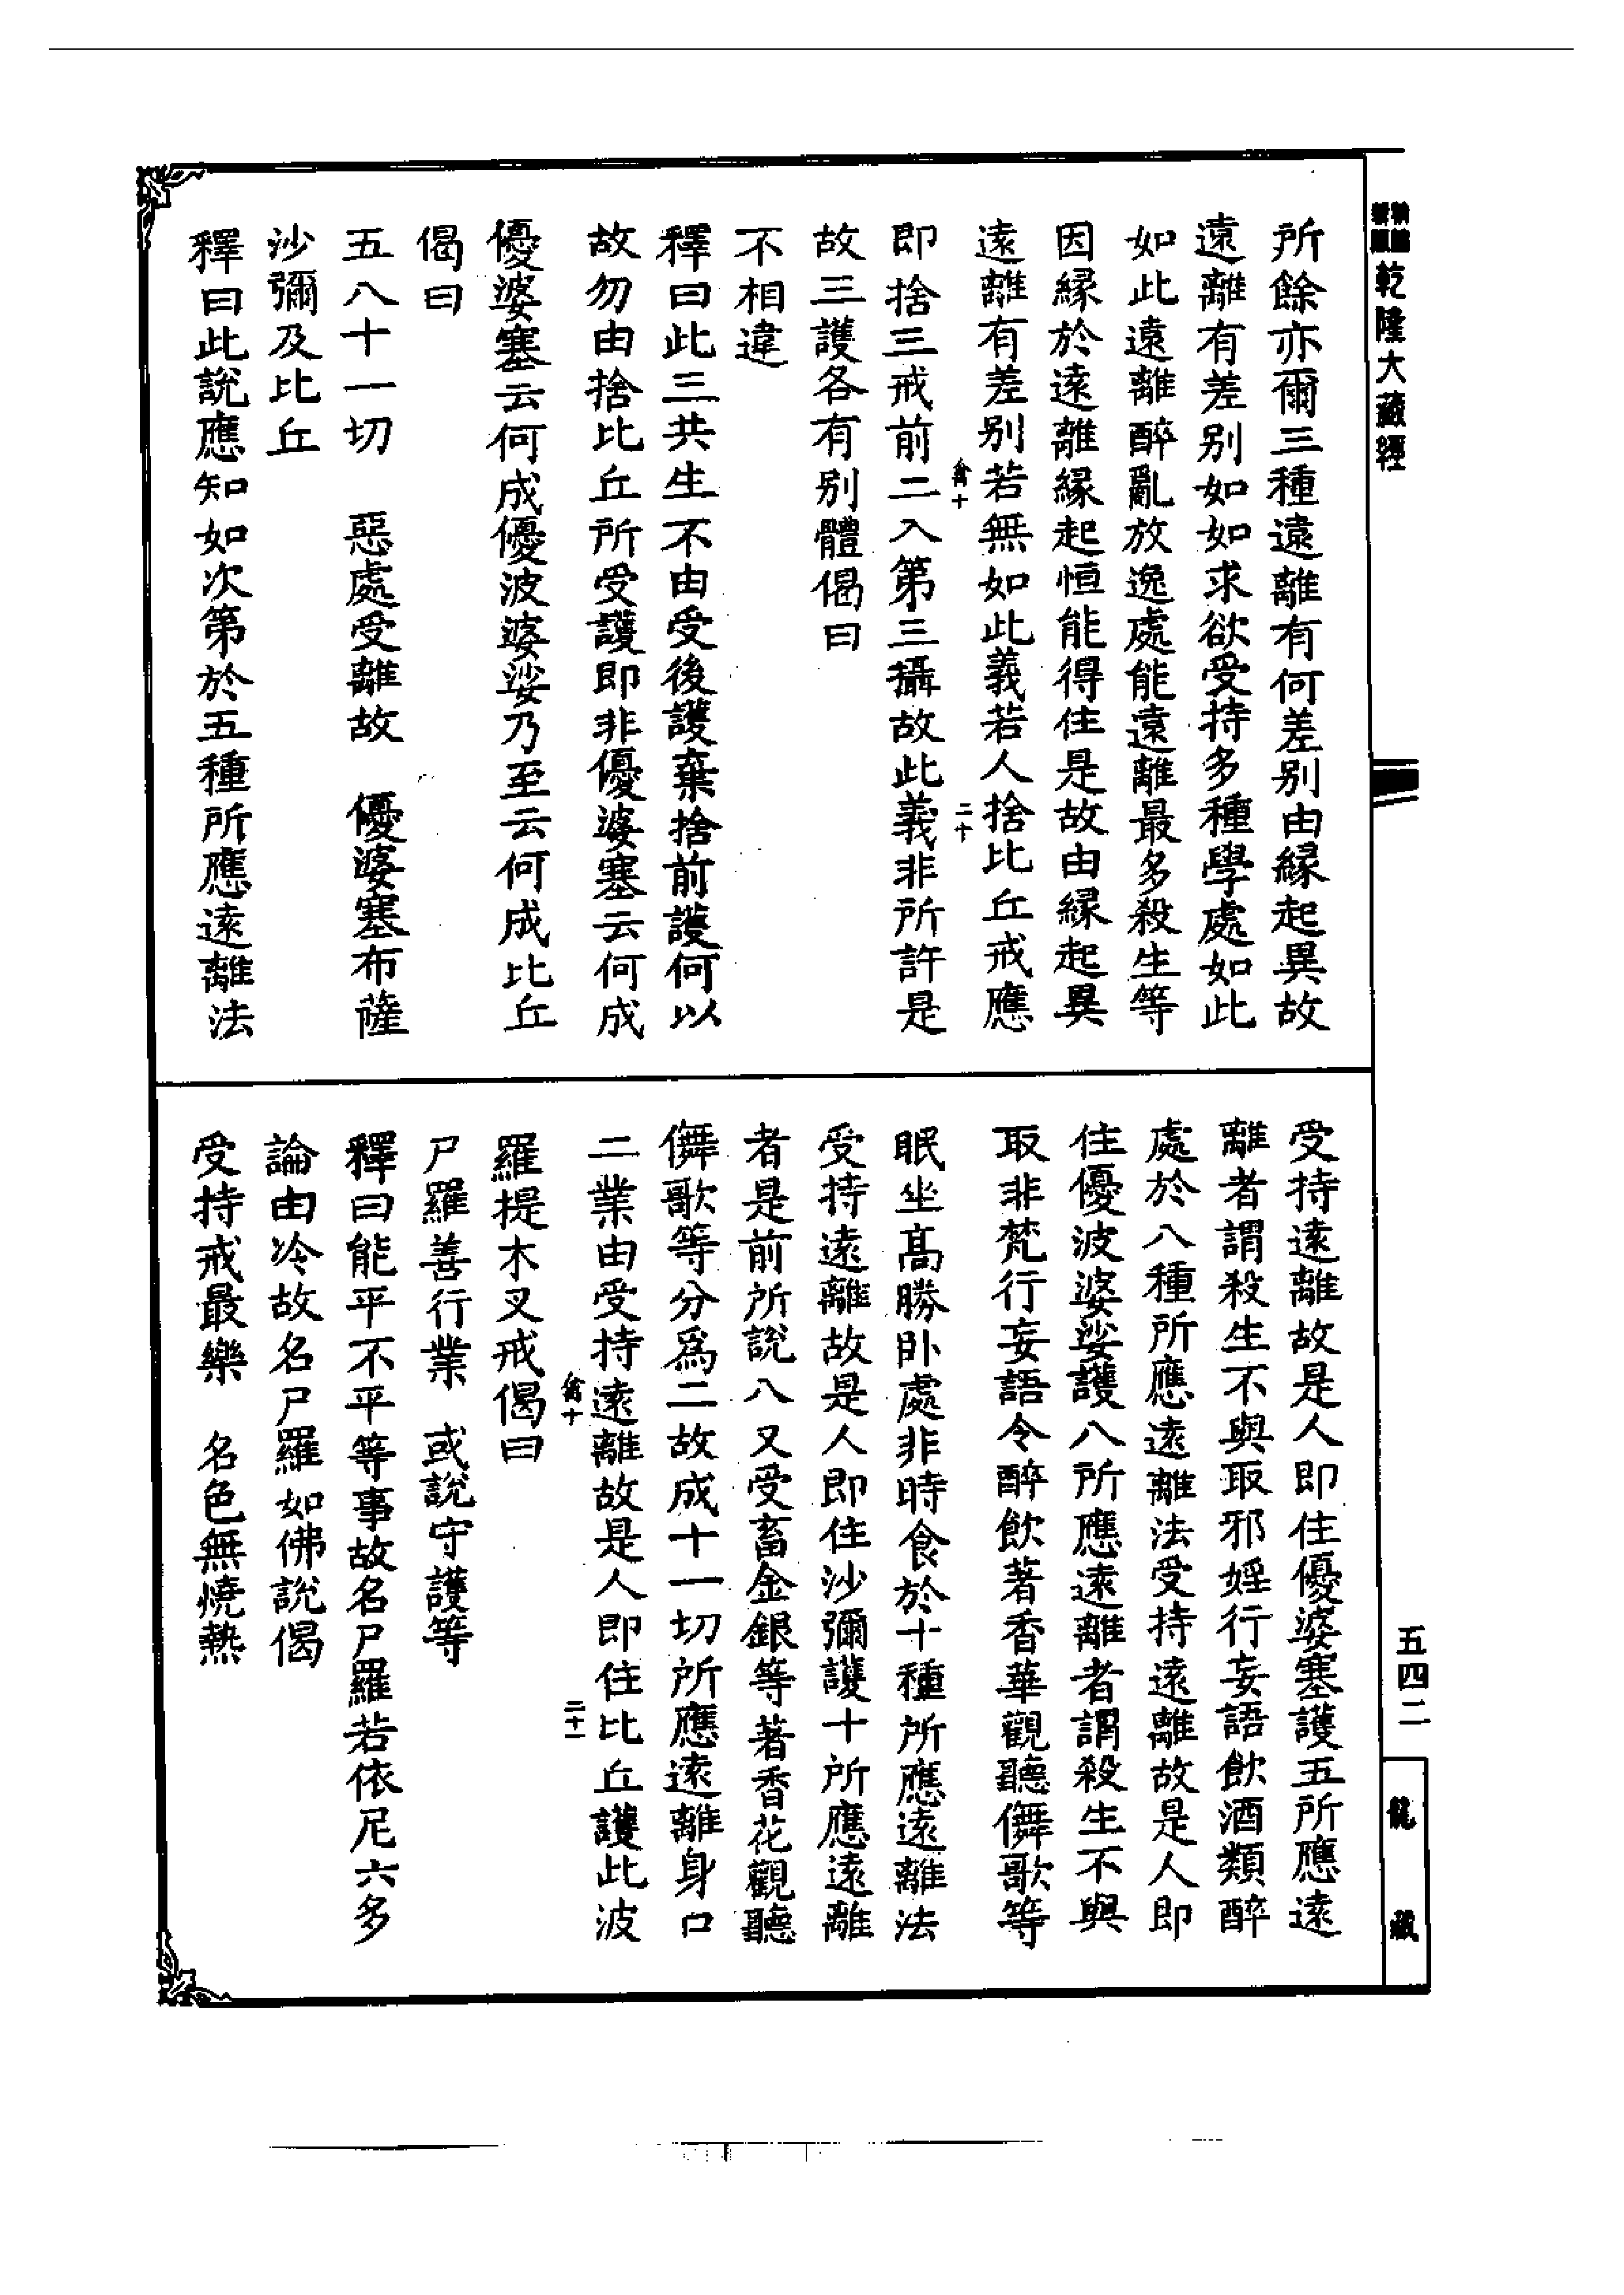 乾隆大藏經
所餘亦爾三種遠離有何差别由緣起異故
遠離有差别如如求欲受持多種學處如此
如此遠離醉亂放逸處能遠離最多殺生等
因緣於遠離緣起恒能得住是故由緣起異
遠離有差别若無如此義若人捨比丘戒應
禽十 二十
即捨三戒前二入第三攝故此義非所許是
故三護各有别體偈曰
不相違
釋曰此三共生不由受後護棄捨前護何以
故勿由捨比丘所受護即非優婆塞云何成
優婆塞云何成優波婆娑乃至云何成比丘
偈曰
五八十一切 惡處受離故 優婆塞布薩
沙彌及比丘
釋曰此說應知如次第於五種所應遠離法
受持遠離故是人即住優婆塞護五所應遠
離者謂殺生不與取邪婬行妄語飲酒類醉
處於八種所應遠離法受持遠離故是人即
住優波婆娑護八所應遠離者謂殺生不與
取非梵行妄語令醉飲著香華觀聽儛歌等
眠坐髙勝卧處非時食於十種所應遠離法
受持遠離故是人即住沙彌護十所應遠離
者是前所說八又受畜金銀等著香花觀聽
儛歌等分爲二故成十一切所應遠離身口
二業由受持遠離故是人即住比丘護此波
禽十 二十一
羅提木叉戒偈曰
尸羅善行業 或說守護等
釋曰能平不平等事故名尸羅若依尼六多
論由冷故名尸羅如佛說偈
受持戒最樂 名色無燒熱
五四二
龍藏